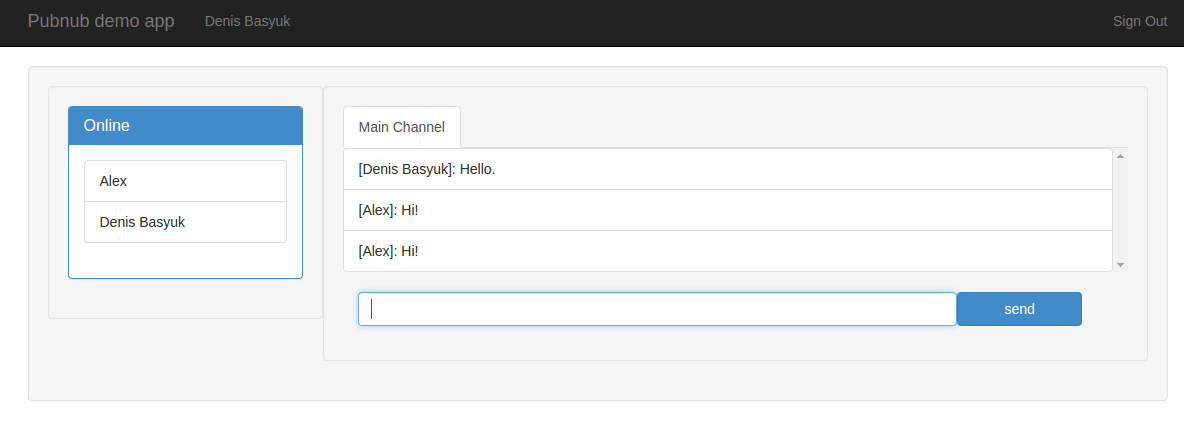 Pubnub demo app Denis Basyuk Sign Out
Online
Alex
Denis Basyuk
Main Channel
[Denis Basyuk]: Hello.
[Alex]: Hi!
[Alex]: Hi!
send